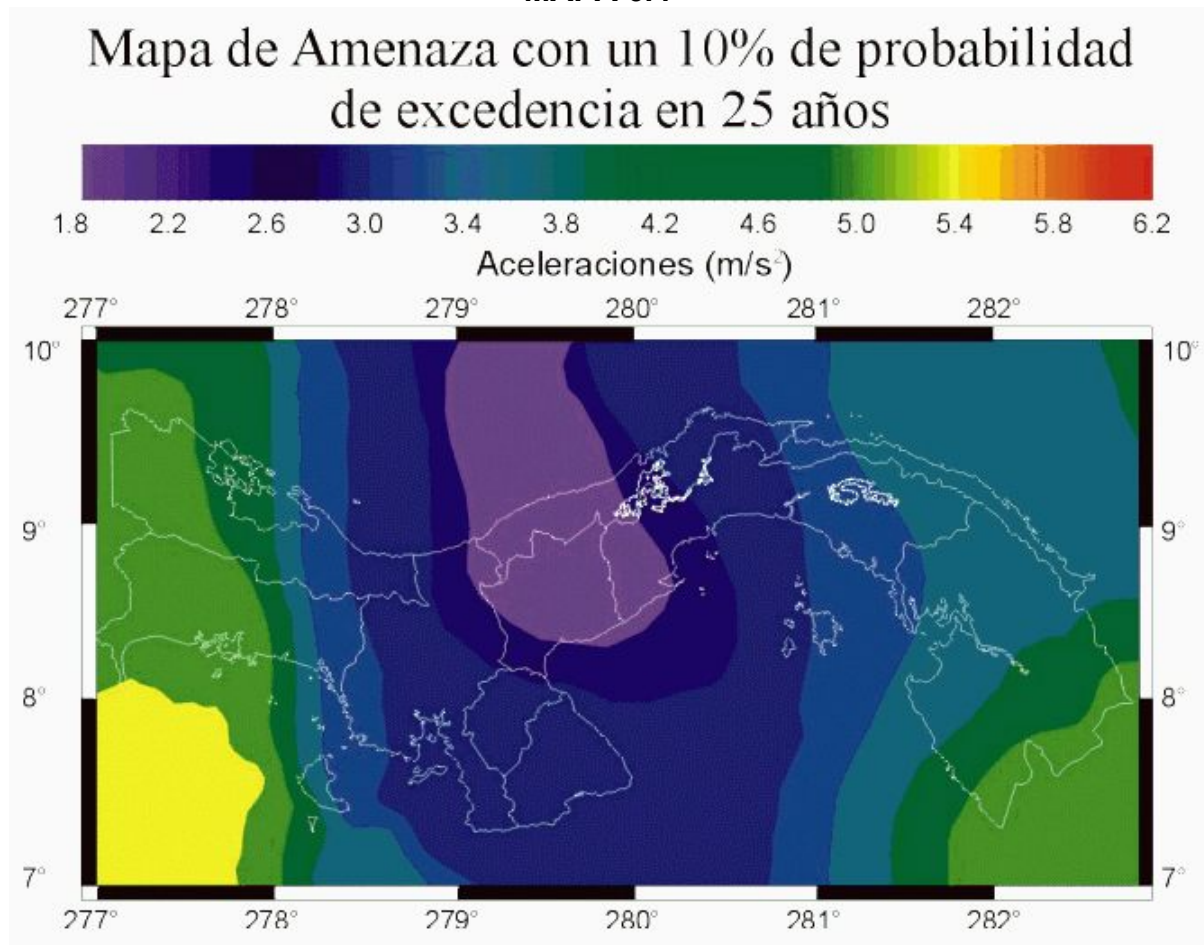 Mapa de Amenaza con un 10% de probabilidad
de excedencia en 25 años
1.8 2.2 2.6 3.0 3.4 3.8 4.2 4.6 5.0 5.4 5.8 6.2
Aceleraciones (m/s²)
277° 278° 279° 280° 281° 282°
10° 10°
9° 9°
8° 8°
7° 7°
277° 278° 279° 280° 281° 282°